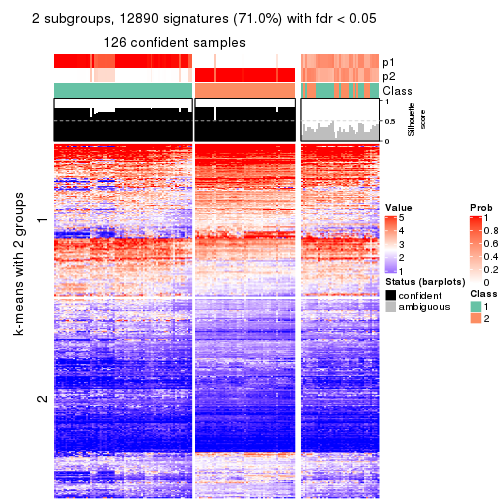 2 subgroups, 12890 signatures (71.0%) with fdr < 0.05
126 confident samples
p1
p2
Class
1
0.5
0
Silhouette
score
k-means with 2 groups
1
2
Value
5
4
3
2
1
Prob
1
0.8
0.6
0.4
0.2
0
Status (barplots)
confident
ambiguous
Class
1
2